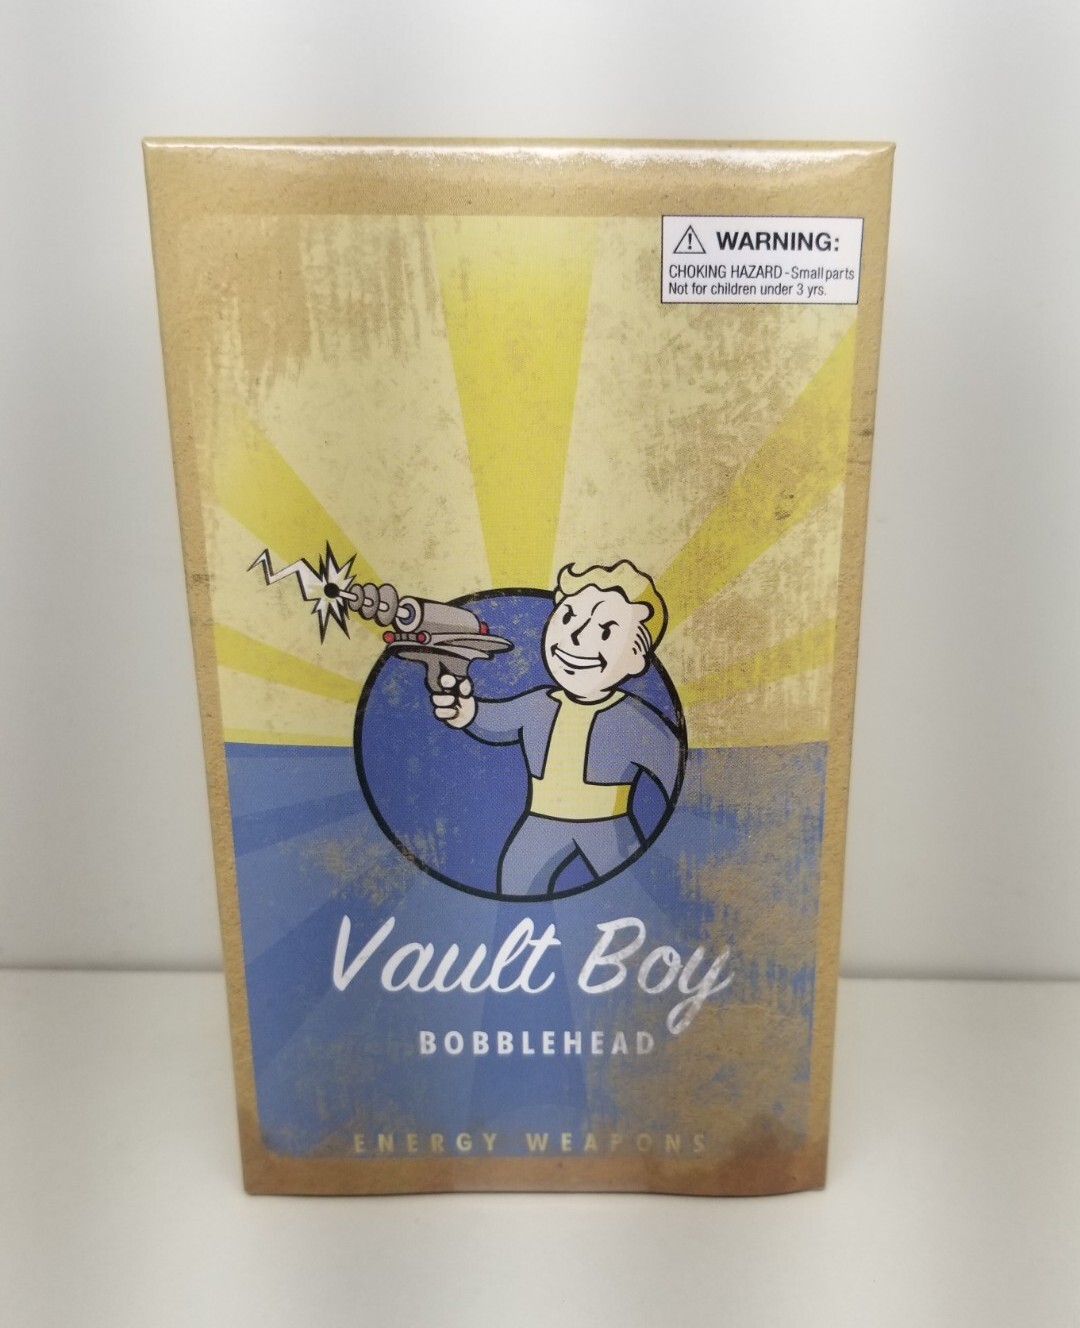 WARNING:
CHOKING HAZARD - Small parts
Not for children under 3 yrs.
Vault Boy
BOBBLEHEAD
ENERGY WEAPONS